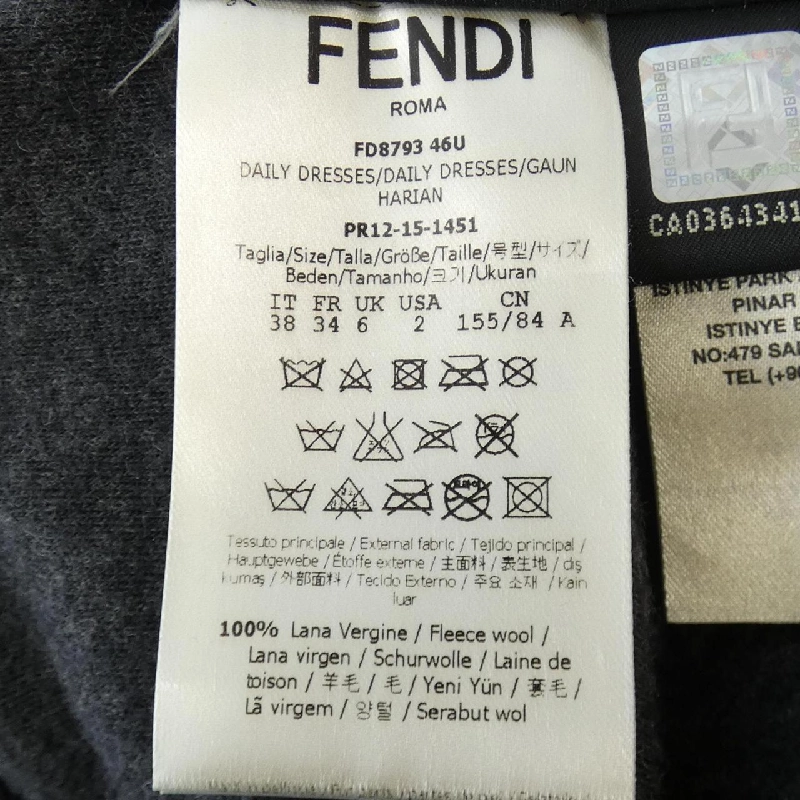 FENDI
ROMA
FD8793 46U
DAILY DRESSES/DAILY DRESSES/GAUN
HARIAN
PR12-15-1451
Taglia/Size/Talla/Größe/Taille/号型/サイズ/
Beden/Tamanho/크기/Ukuran
IT FR UK USA CN
38 34 6 2 155/84 A
Tessuto principale / External fabric / Tejido principal /
Hauptgewebe / Étoffe externe / 主面料 / 表生地 / dış
kumaş / 外部面料 / Tecido Externo / 주요 소재 / Kain
luar
100% Lana Vergine / Fleece wool /
Lana virgen / Schurwolle / Laine de
toison / 羊毛 / 毛 / Yeni Yün / 羊毛 /
Lã virgem / 양털 / Serabut wol
CA0364341
ISTINYE PARK
PINAR
ISTINYE
NO:479
TEL (+90